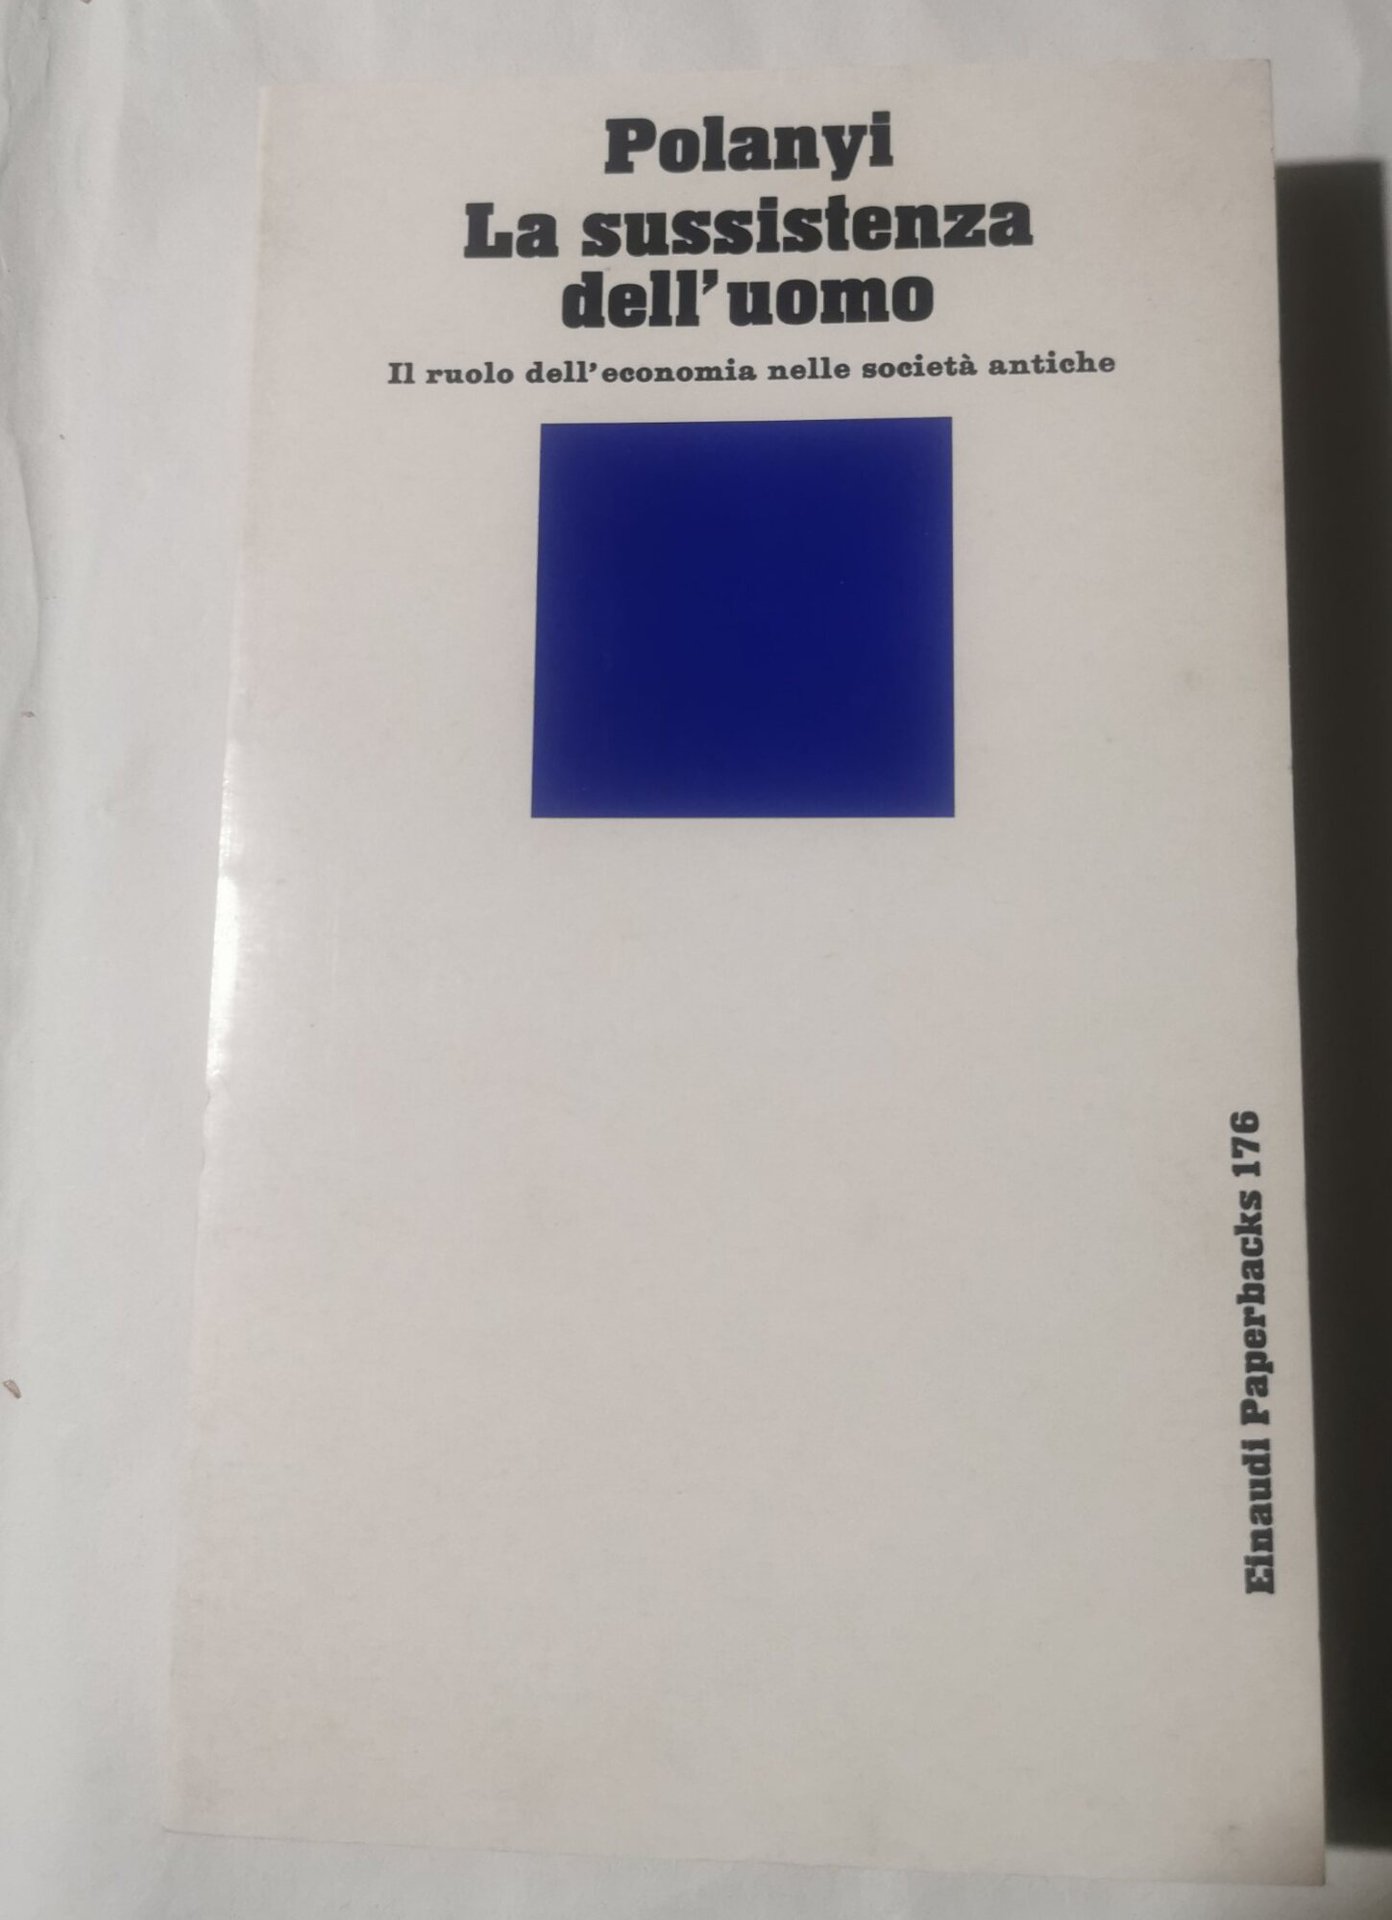 Polanyi
La sussistenza
dell'uomo
Il ruolo dell'economia nelle società antiche
Einaudi Paperbacks 176